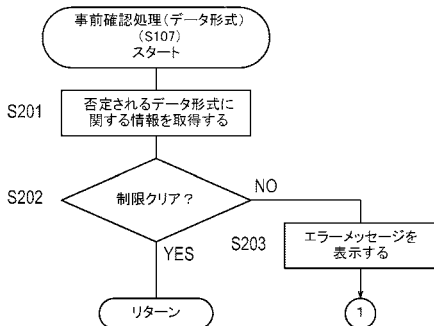 事前確認処理(データ形式)
(S107)
スタート
S201
否定されるデータ形式に
関する情報を取得する
S202
制限クリア?
NO
YES
S203
エラーメッセージを
表示する
リターン
1